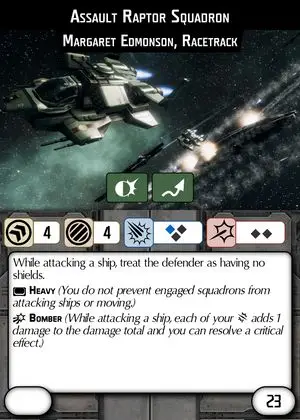 Assault Raptor Squadron
Margaret Edmonson, Racetrack
4 4
While attacking a ship, treat the defender as having no
shields.
Heavy (You do not prevent engaged squadrons from
attacking ships or moving.)
Bomber (While attacking a ship, each of your adds 1
damage to the damage total and you can resolve a critical
effect.)
23